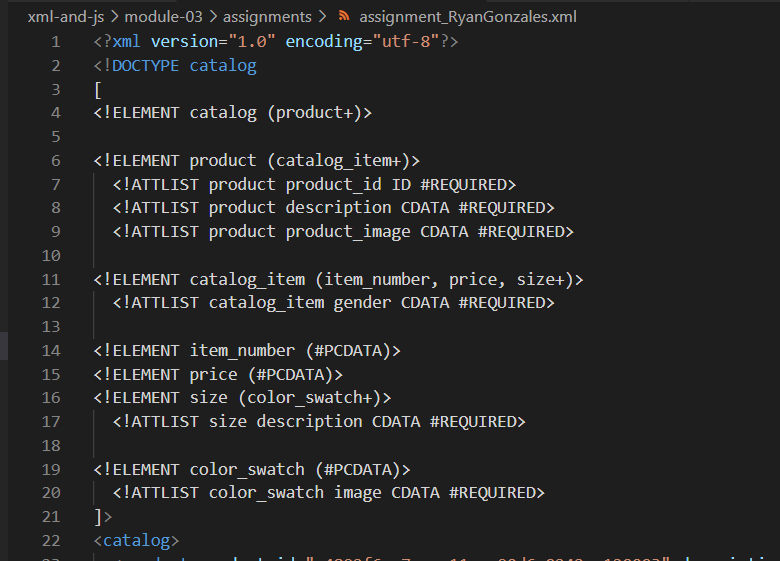 xml-and-js > module-03 > assignments > assignment_RyanGonzales.xml
1 <?xml version="1.0" encoding="utf-8"?>
2 <!DOCTYPE catalog
3 [
4 <!ELEMENT catalog (product+)>
5
6 <!ELEMENT product (catalog_item+)>
7 <!ATTLIST product product_id ID #REQUIRED>
8 <!ATTLIST product description CDATA #REQUIRED>
9 <!ATTLIST product product_image CDATA #REQUIRED>
10
11 <!ELEMENT catalog_item (item_number, price, size+)>
12 <!ATTLIST catalog_item gender CDATA #REQUIRED>
13
14 <!ELEMENT item_number (#PCDATA)>
15 <!ELEMENT price (#PCDATA)>
16 <!ELEMENT size (color_swatch+)>
17 <!ATTLIST size description CDATA #REQUIRED>
18
19 <!ELEMENT color_swatch (#PCDATA)>
20 <!ATTLIST color_swatch image CDATA #REQUIRED>
21 ]>
22 <catalog>